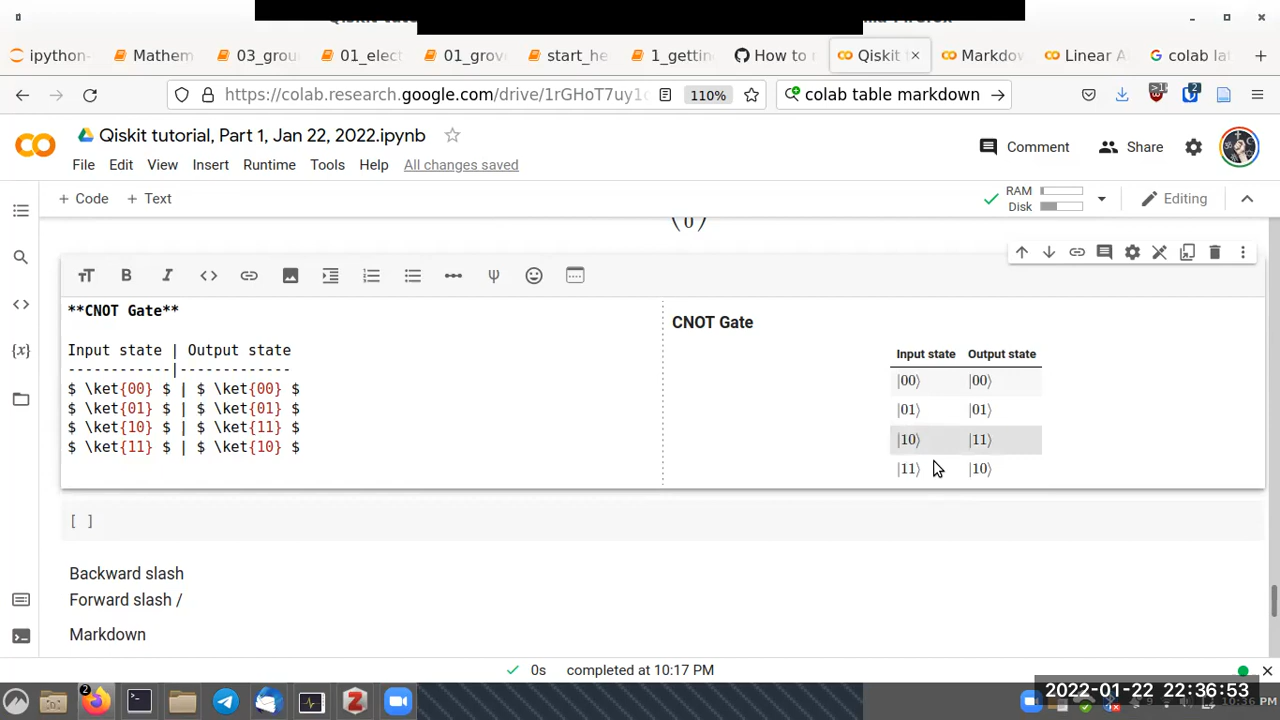 ipython-
Mathem
03_grou
01_elect
01_grov
start_he
1_getting
How to r
Qiskit t
Markdo
Linear A
colab la
https://colab.research.google.com/drive/1rGHoT7uy1c
110%
colab table markdown
Qiskit tutorial, Part 1, Jan 22, 2022.ipynb
File Edit View Insert Runtime Tools Help All changes saved
Comment Share
+ Code + Text
RAM
Disk
Editing
**CNOT Gate**
Input state | Output state
------------|-------------
$ \ket{00} $ | $ \ket{00} $
$ \ket{01} $ | $ \ket{01} $
$ \ket{10} $ | $ \ket{11} $
$ \ket{11} $ | $ \ket{10} $
CNOT Gate
Input state Output state
|00⟩ |00⟩
|01⟩ |01⟩
|10⟩ |11⟩
|11⟩ |10⟩
[ ]
Backward slash
Forward slash /
Markdown
0s completed at 10:17 PM
2022-01-22 22:36:53